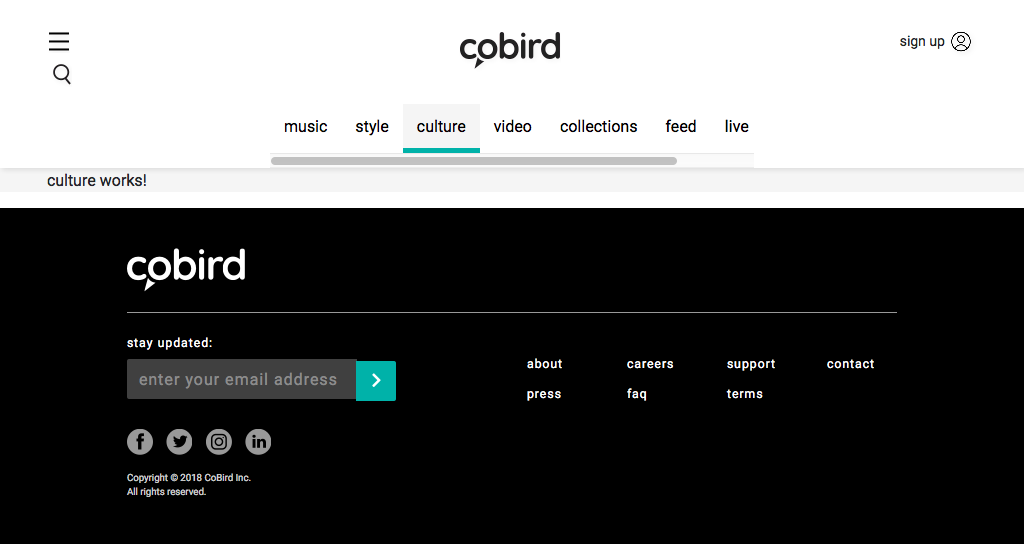 cobird
sign up
music style culture video collections feed live
culture works!
cobird
stay updated:
enter your email address
about careers support contact
press faq terms
Copyright © 2018 CoBird Inc.
All rights reserved.